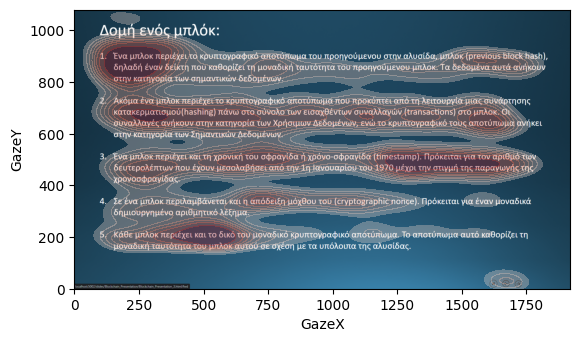 Δομή ενός μπλόκ:
1. Ένα μπλοκ περιέχει το κρυπτογραφικό αποτύπωμα του προηγούμενου στην αλυσίδα, μπλοκ (previous block hash),
δηλαδή έναν δείκτη που καθορίζει τη μοναδική ταυτότητα του προηγούμενου μπλοκ. Τα δεδομένα αυτά ανήκουν
στην κατηγορία των σημαντικών δεδομένων.
2. Ακόμα ένα μπλοκ περιέχει το κρυπτογραφικό αποτύπωμα που προκύπτει από τη λειτουργία μιας συνάρτησης
κατακερματισμού(hashing) πάνω στο σύνολο των εισαχθέντων συναλλαγών (transactions) στο μπλοκ. Οι
συναλλαγές ανήκουν στην κατηγορία των Χρήσιμων Δεδομένων, ενώ το κρυπτογραφικό τους αποτύπωμα ανήκει
στην κατηγορία των Σημαντικών Δεδομένων.
3. Ένα μπλοκ περιέχει και τη χρονική του σφραγίδα ή χρόνο-σφραγίδα (timestamp). Πρόκειται για τον αριθμό των
δευτερολέπτων που έχουν μεσολαβήσει από την 1η Ιανουαρίου του 1970 μέχρι την στιγμή της παραγωγής της
χρονοσφραγίδας.
4. Σε ένα μπλοκ περιλαμβάνεται και η απόδειξη μόχθου του (cryptographic nonce). Πρόκειται για έναν μοναδικά
δημιουργημένο αριθμητικό λέξημα.
5. Κάθε μπλοκ περιέχει και το δικό του μοναδικό κρυπτογραφικό αποτύπωμα. Το αποτύπωμα αυτό καθορίζει τη
μοναδική ταυτότητα του μπλοκ αυτού σε σχέση με τα υπόλοιπα της αλυσίδας.
GazeY
1000
800
600
400
200
0
0 250 500 750 1000 1250 1500 1750
GazeX